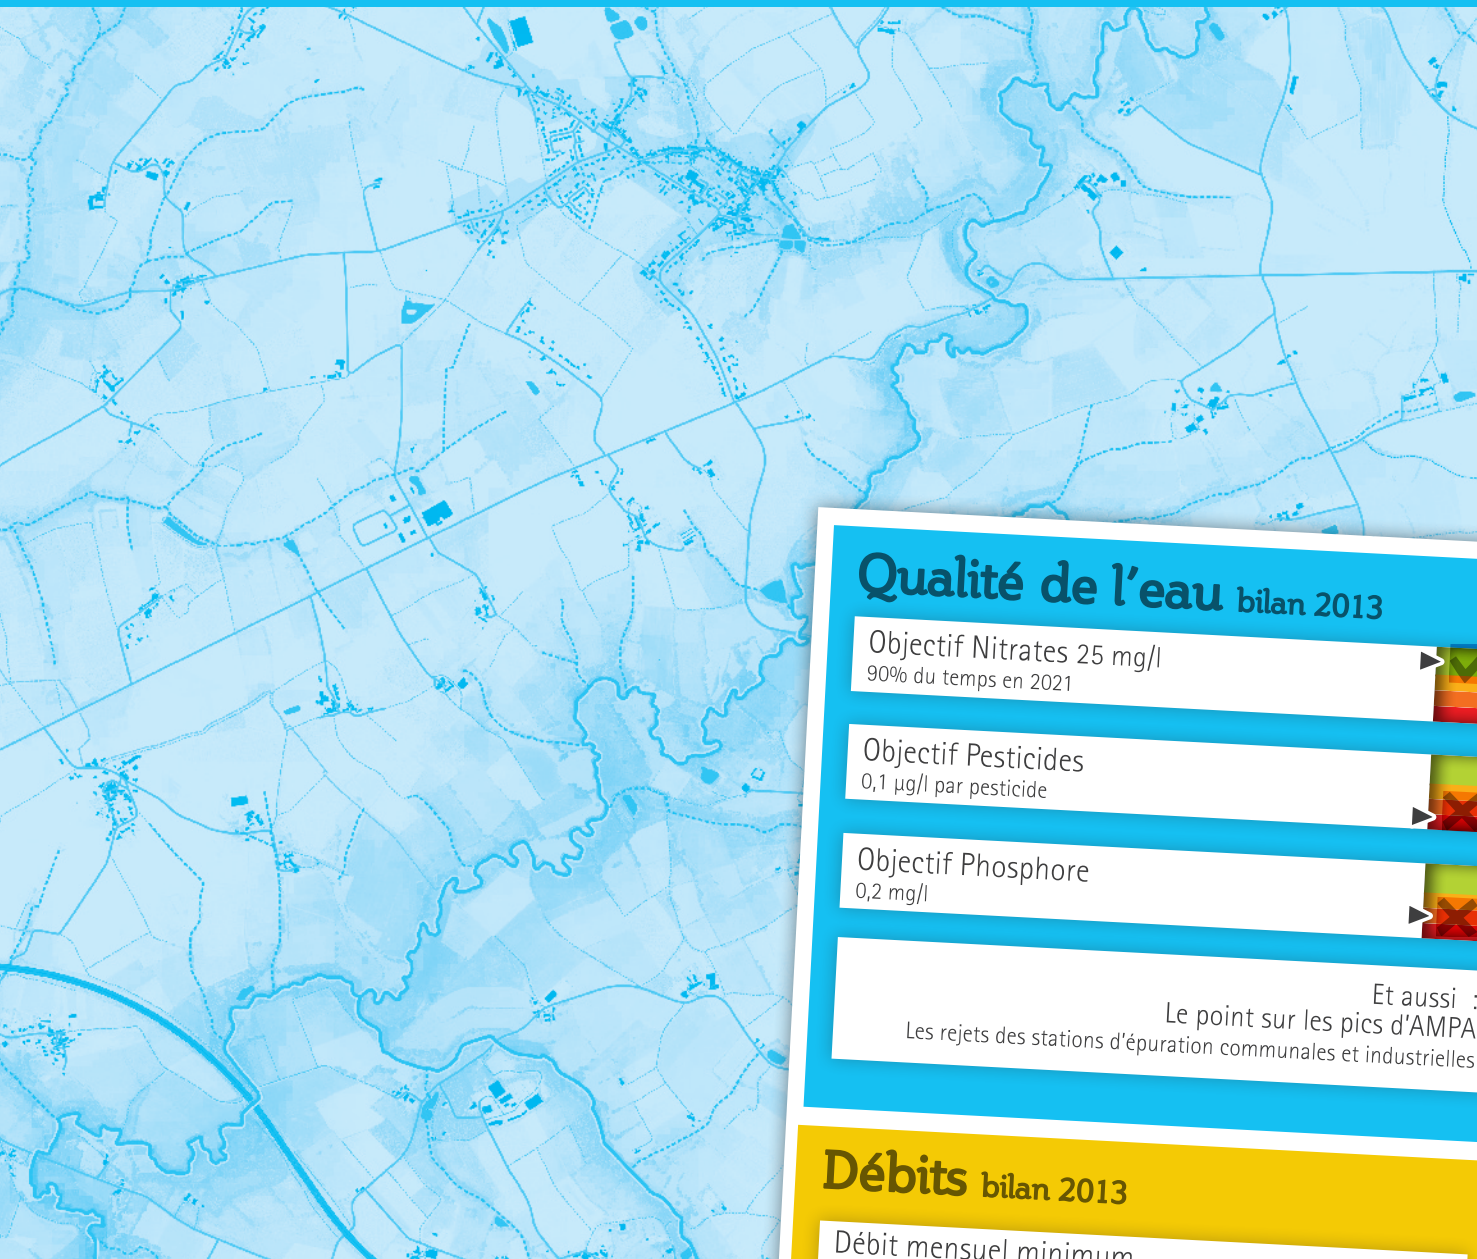 Qualité de l'eau bilan 2013
Objectif Nitrates 25 mg/l
90% du temps en 2021
Objectif Pesticides
0,1 µg/l par pesticide
Objectif Phosphore
0,2 mg/l
Et aussi :
Le point sur les pics d'AMPA
Les rejets des stations d'épuration communales et industrielles
Débits bilan 2013
Débit mensuel minimum